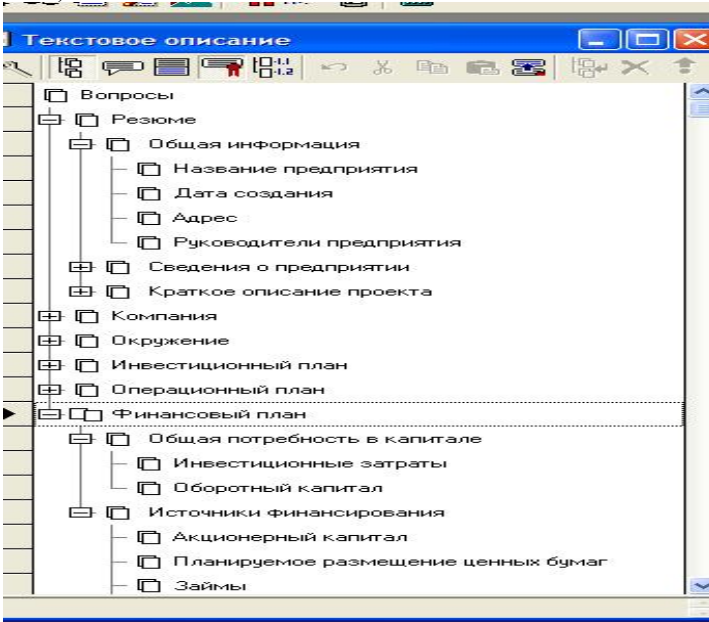 Текстовое описание
Вопросы
Резюме
Общая информация
Название предприятия
Дата создания
Адрес
Руководители предприятия
Сведения о предприятии
Краткое описание проекта
Компания
Окружение
Инвестиционный план
Операционный план
Финансовый план
Общая потребность в капитале
Инвестиционные затраты
Оборотный капитал
Источники финансирования
Акционерный капитал
Планируемое размещение ценных бумаг
Займы